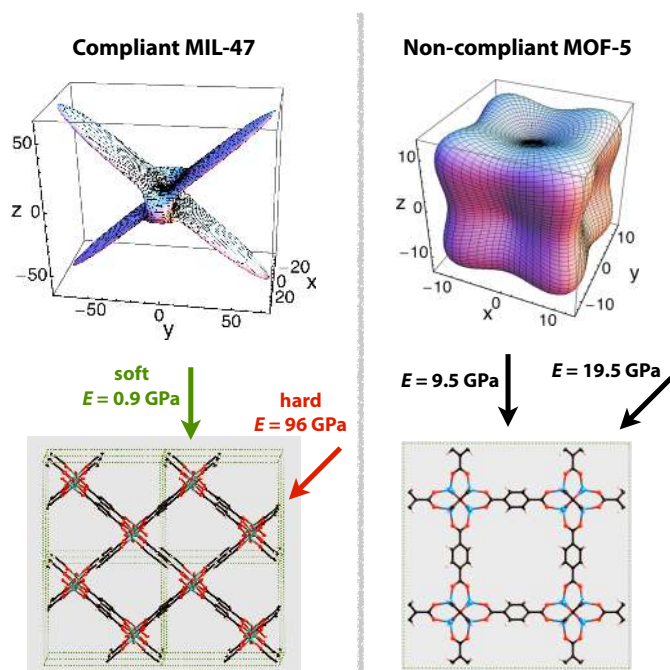 Compliant MIL-47
50
z 0
−50
−50
0
y
50
−20
0
20
x
soft
E = 0.9 GPa
hard
E = 96 GPa
Non-compliant MOF-5
10
z 0
−10
−10
0
x
10
10
0
y
−10
E = 9.5 GPa
E = 19.5 GPa